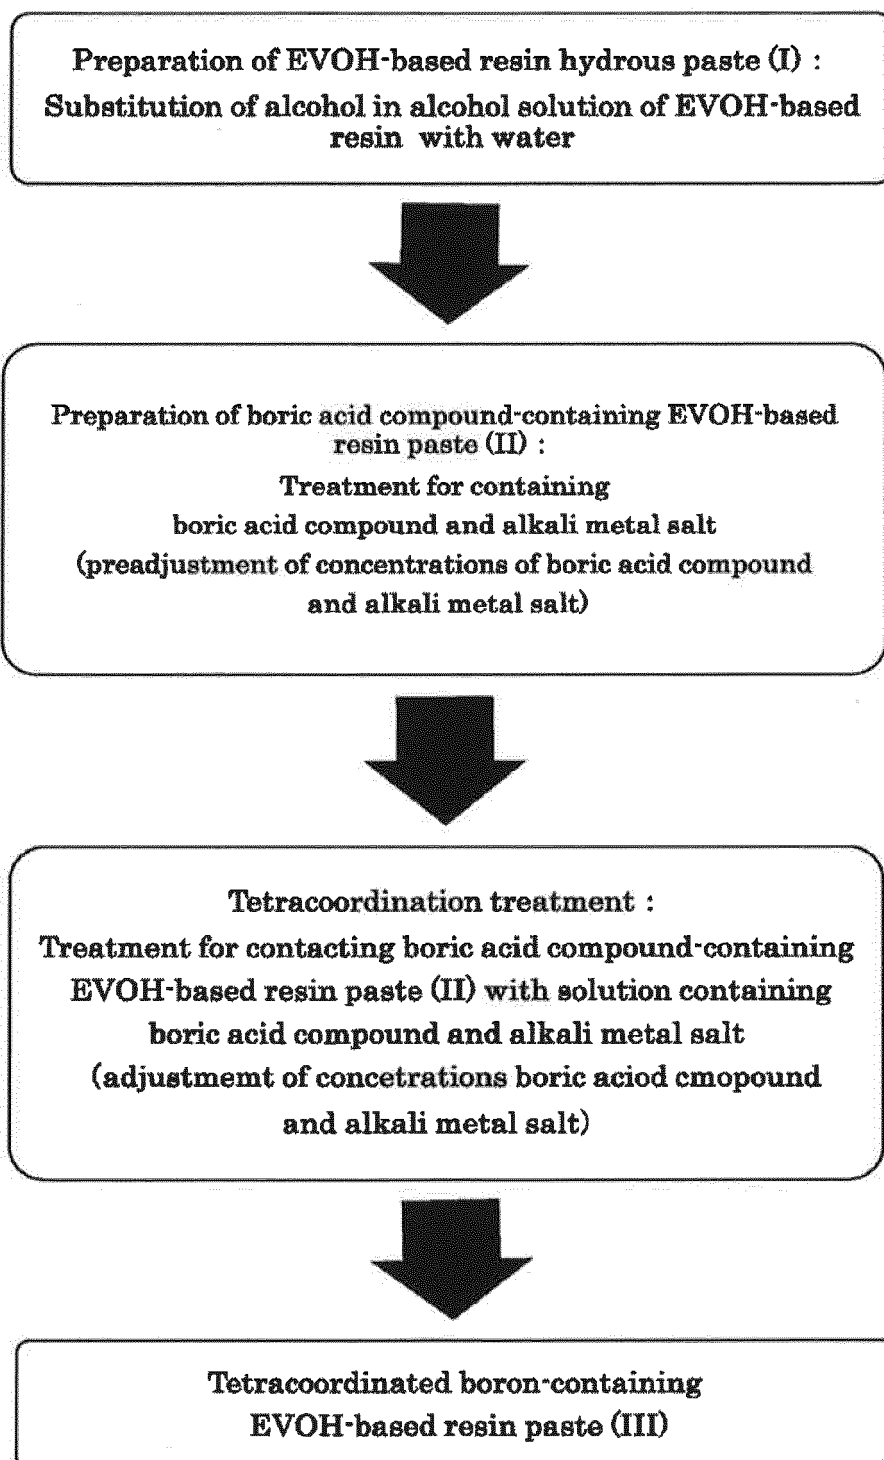 Preparation of EVOH-based resin hydrous paste (I) :
Substitution of alcohol in alcohol solution of EVOH-based
resin with water
Preparation of boric acid compound-containing EVOH-based
resin paste (II) :
Treatment for containing
boric acid compound and alkali metal salt
(preadjustment of concentrations of boric acid compound
and alkali metal salt)
Tetracoordination treatment :
Treatment for contacting boric acid compound-containing
EVOH-based resin paste (II) with solution containing
boric acid compound and alkali metal salt
(adjustmemt of concetrations boric aciod cmopound
and alkali metal salt)
Tetracoordinated boron-containing
EVOH-based resin paste (III)